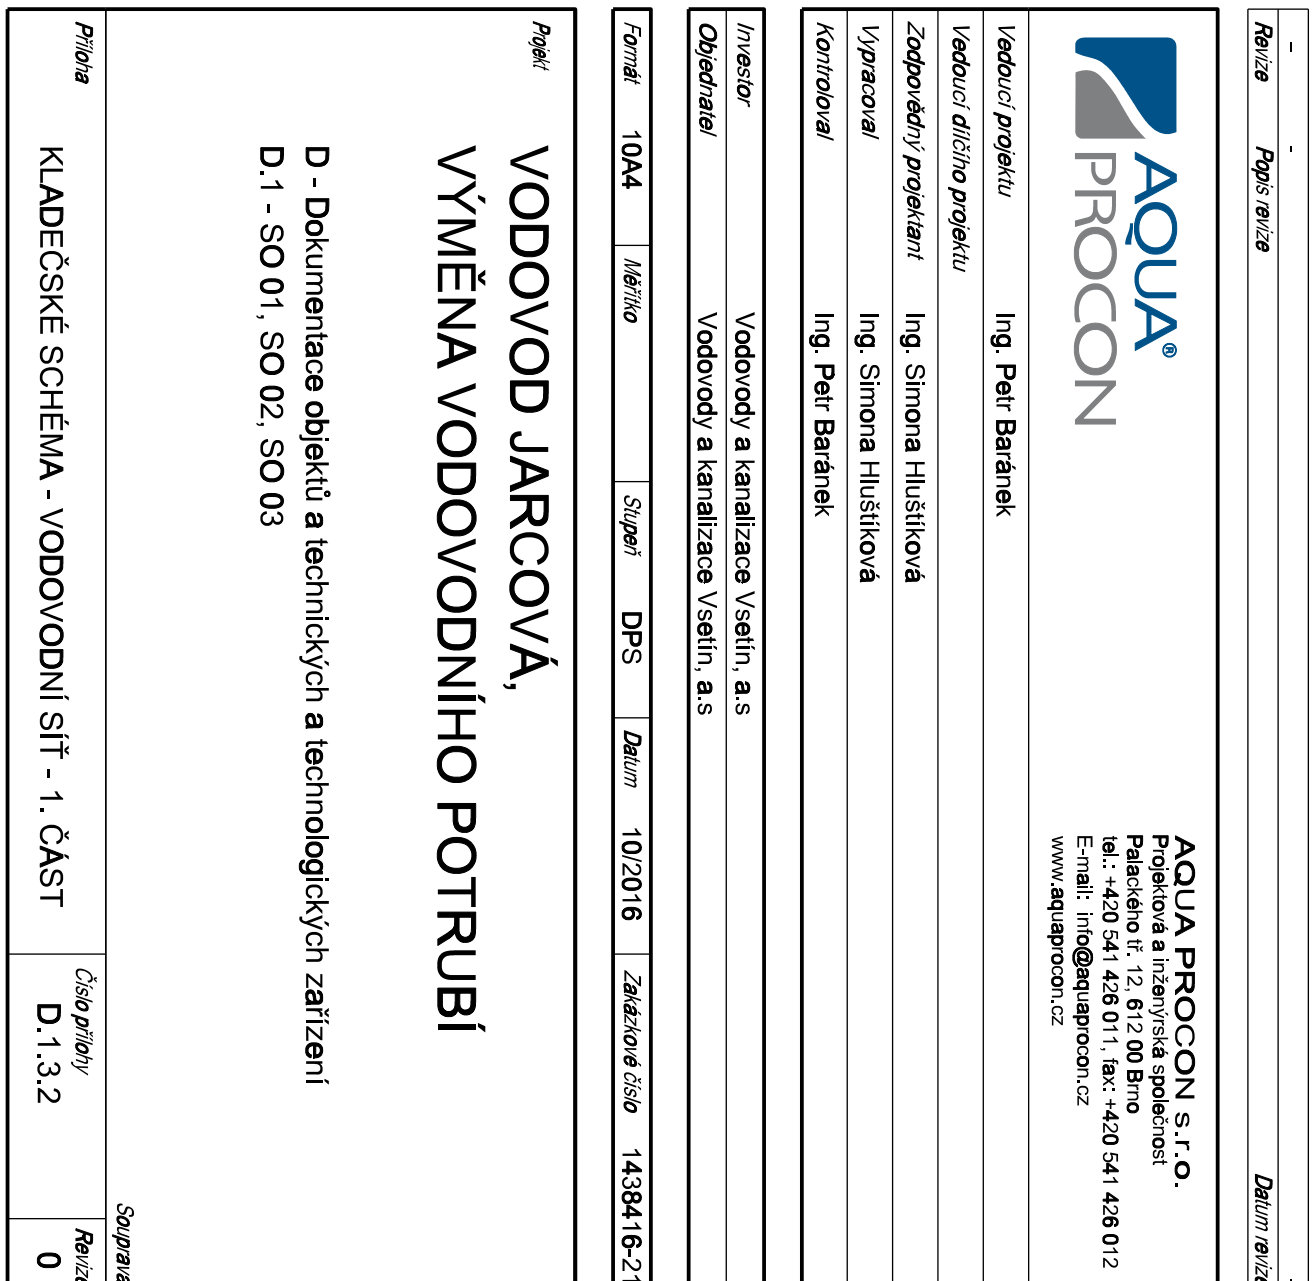 - -
Revize Popis revize Datum revize
AQUA®
PROCON
AQUA PROCON s.r.o.
Projektová a inženýrská společnost
Palackého tř. 12, 612 00 Brno
tel.: +420 541 426 011, fax: +420 541 426 012
E-mail: info@aquaprocon.cz
www.aquaprocon.cz
Vedoucí projektu Ing. Petr Baránek
Vedoucí dílčího projektu
Zodpovědný projektant Ing. Simona Hluštíková
Vypracoval Ing. Simona Hluštíková
Kontroloval Ing. Petr Baránek
Investor Vodovody a kanalizace Vsetín, a.s
Objednatel Vodovody a kanalizace Vsetín, a.s
Formát 10A4 Měřítko Stupeň DPS Datum 10/2016 Zakázkové číslo 1438416-21
Projekt
VODOVOD JARCOVÁ,
VÝMĚNA VODOVODNÍHO POTRUBÍ
D - Dokumentace objektů a technických a technologických zařízení
D.1 - SO 01, SO 02, SO 03
Souprava
Příloha Číslo přílohy Revize
KLADEČSKÉ SCHÉMA - VODOVODNÍ SÍŤ - 1. ČÁST D.1.3.2 0